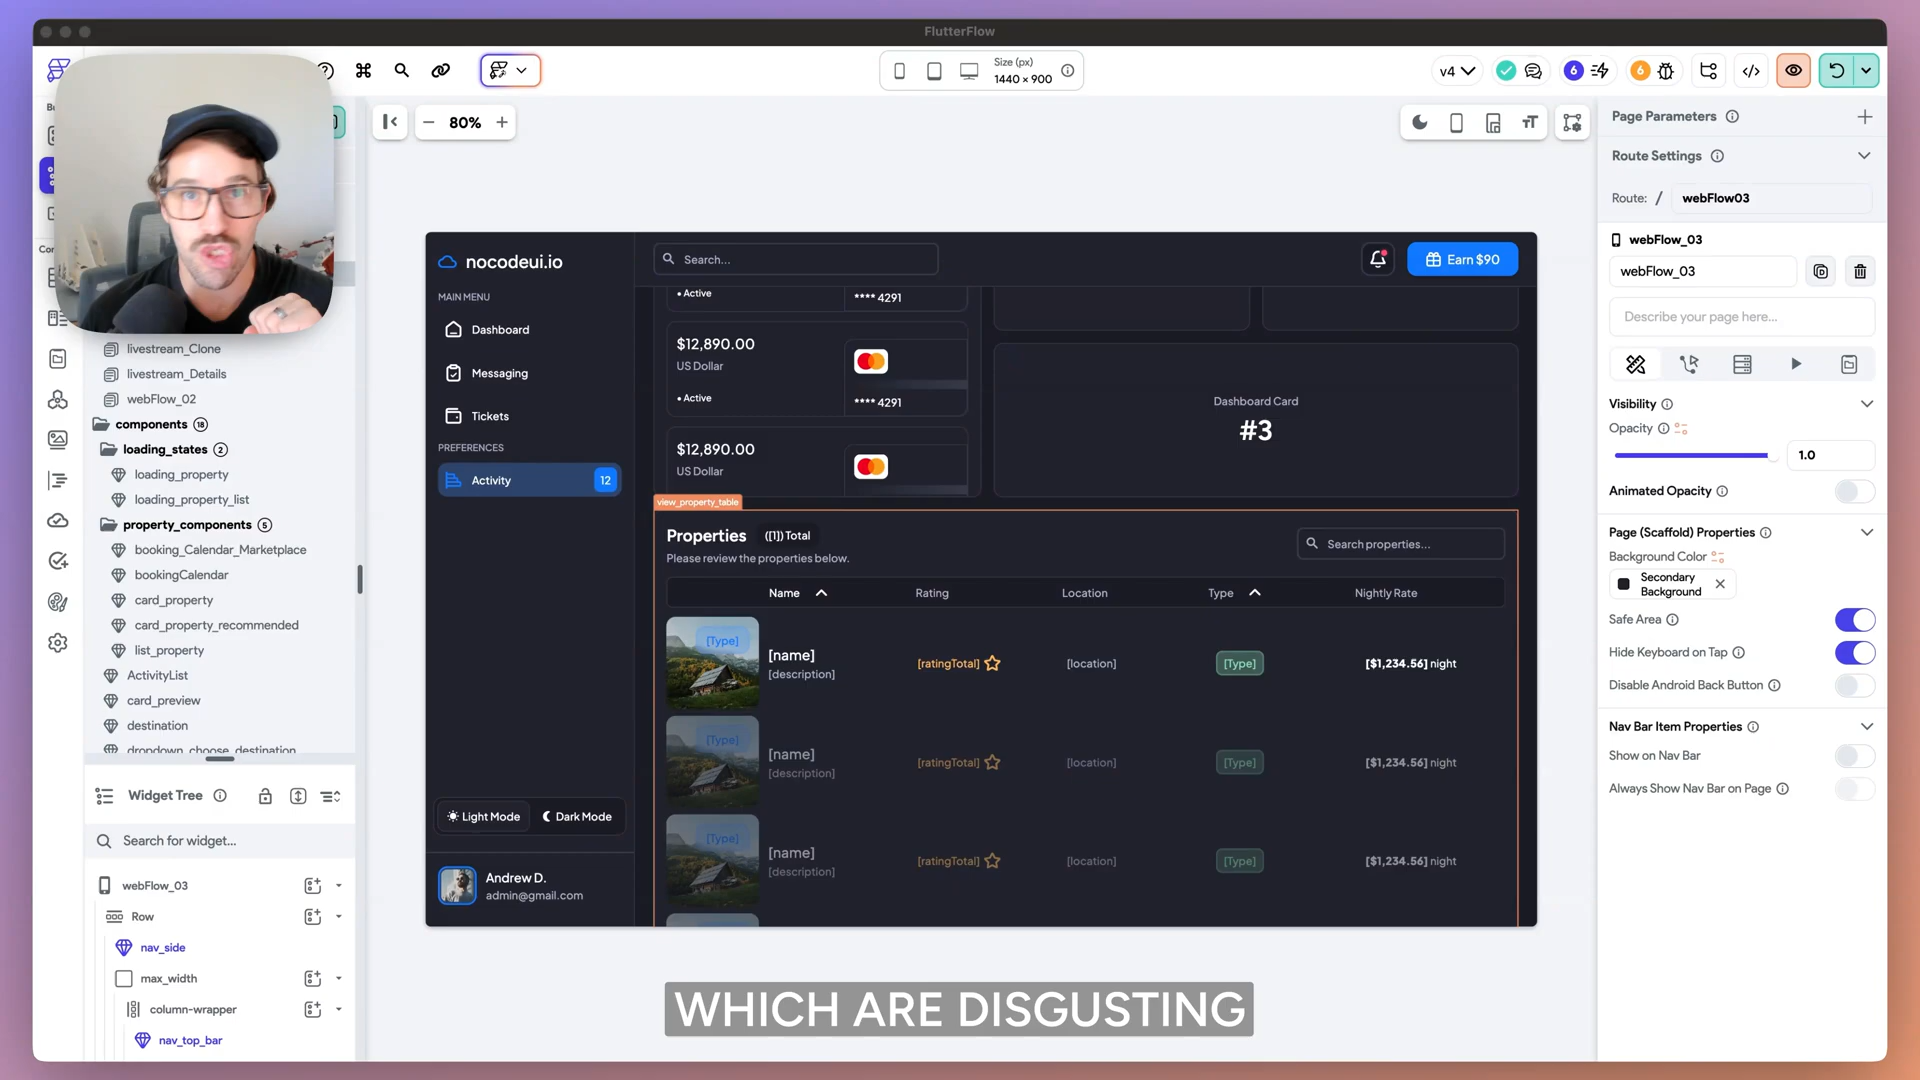 FlutterFlow
Size (px)
1440 × 900
v4
6
6
80%
livestream_Clone
livestream_Details
webFlow_02
components 18
loading_states 2
loading_property
loading_property_list
property_components 5
booking_Calendar_Marketplace
bookingCalendar
card_property
card_property_recommended
list_property
ActivityList
card_preview
destination
dropdown_choose_destination
Widget Tree
Search for widget...
webFlow_03
Row
nav_side
max_width
column-wrapper
nav_top_bar
nocodeui.io
MAIN MENU
Dashboard
Messaging
Tickets
PREFERENCES
Activity
12
Light Mode
Dark Mode
Andrew D.
admin@gmail.com
Search...
Earn $90
• Active
**** 4291
$12,890.00
US Dollar
• Active
**** 4291
$12,890.00
US Dollar
Dashboard Card
#3
view_property_table
Properties
([1]) Total
Please review the properties below.
Search properties...
Name
Rating
Location
Type
Nightly Rate
[Type]
[name]
[description]
[ratingTotal]
[location]
[Type]
[$1,234.56] night
[Type]
[name]
[description]
[ratingTotal]
[location]
[Type]
[$1,234.56] night
[Type]
[name]
[description]
[ratingTotal]
[location]
[Type]
[$1,234.56] night
WHICH ARE DISGUSTING
Page Parameters
Route Settings
Route: / webFlow03
webFlow_03
webFlow_03
Describe your page here...
Visibility
Opacity
1.0
Animated Opacity
Page (Scaffold) Properties
Background Color
Secondary
Background
Safe Area
Hide Keyboard on Tap
Disable Android Back Button
Nav Bar Item Properties
Show on Nav Bar
Always Show Nav Bar on Page